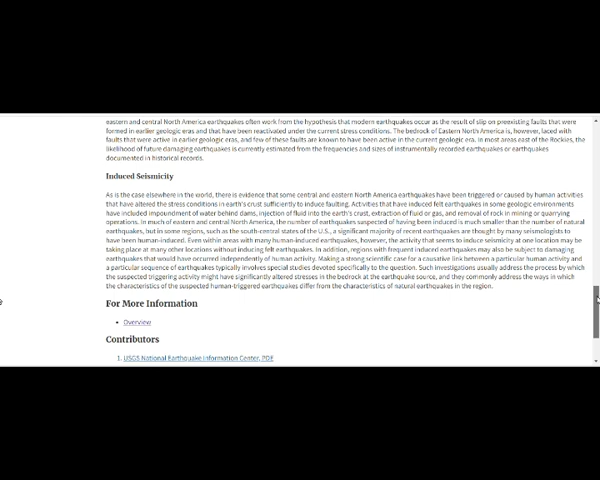 eastern and central North America earthquakes often work from the hypothesis that modern earthquakes occur as the result of slip on preexisting faults that were
formed in earlier geologic eras and that have been reactivated under the current stress conditions. The bedrock of Eastern North America is, however, laced with
faults that were active in earlier geologic eras, and few of these faults are known to have been active in the current geologic era. In most areas east of the Rockies, the
likelihood of future damaging earthquakes is currently estimated from the frequencies and sizes of instrumentally recorded earthquakes or earthquakes
documented in historical records.
Induced Seismicity
As is the case elsewhere in the world, there is evidence that some central and eastern North America earthquakes have been triggered or caused by human activities
that have altered the stress conditions in earth's crust sufficiently to induce faulting. Activities that have induced felt earthquakes in some geologic environments
have included impoundment of water behind dams, injection of fluid into the earth's crust, extraction of fluid or gas, and removal of rock in mining or quarrying
operations. In much of eastern and central North America, the number of earthquakes suspected of having been induced is much smaller than the number of natural
earthquakes, but in some regions, such as the south-central states of the U.S., a significant majority of recent earthquakes are thought by many seismologists to
have been human-induced. Even within areas with many human-induced earthquakes, however, the activity that seems to induce seismicity at one location may be
taking place at many other locations without inducing felt earthquakes. In addition, regions with frequent induced earthquakes may also be subject to damaging
earthquakes that would have occurred independently of human activity. Making a strong scientific case for a causative link between a particular human activity and
a particular sequence of earthquakes typically involves special studies devoted specifically to the question. Such investigations usually address the process by which
the suspected triggering activity might have significantly altered stresses in the bedrock at the earthquake source, and they commonly address the ways in which
the characteristics of the suspected human-triggered earthquakes differ from the characteristics of natural earthquakes in the region.
For More Information
• Overview
Contributors
1. USGS National Earthquake Information Center, PDE